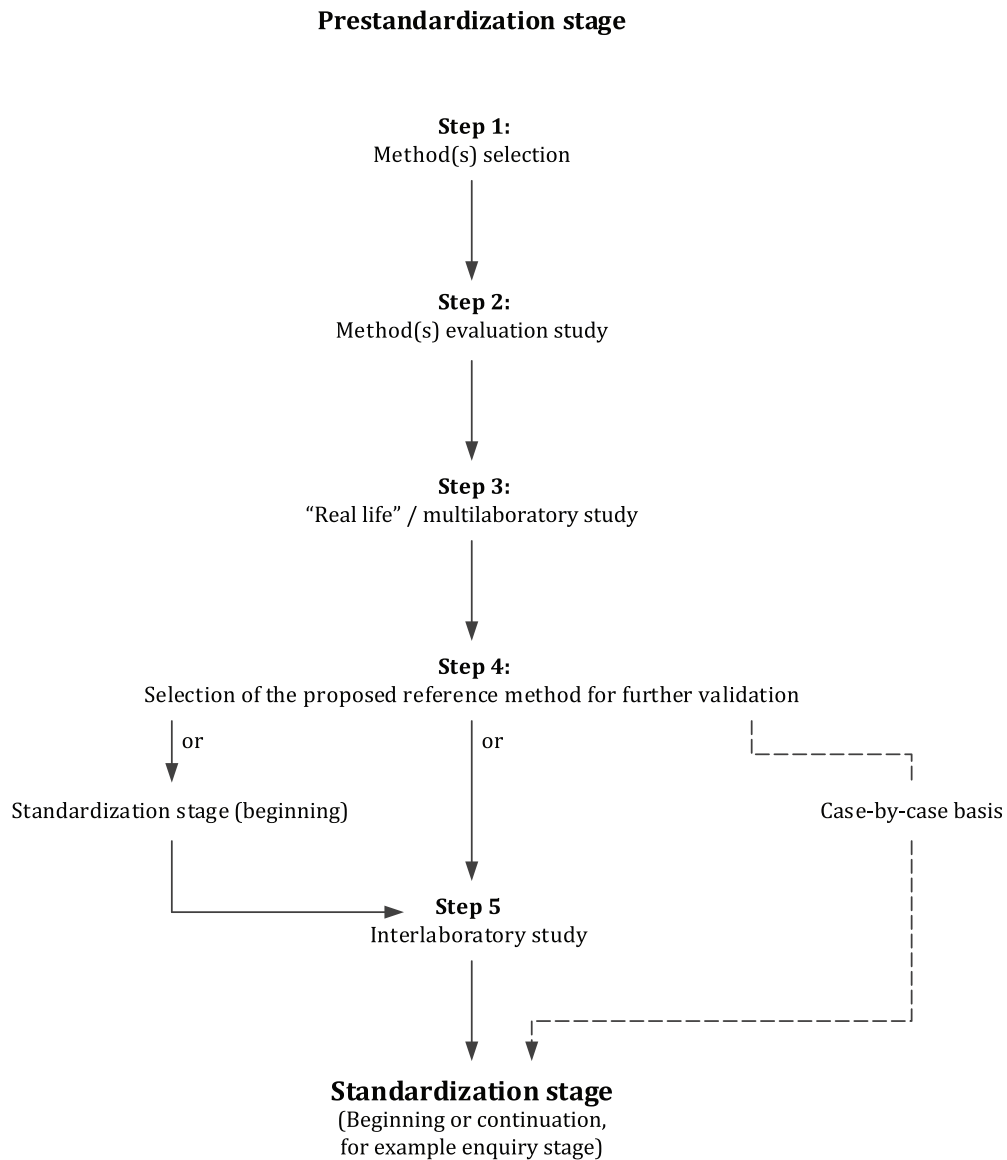 Prestandardization stage
Step 1:
Method(s) selection
Step 2:
Method(s) evaluation study
Step 3:
“Real life” / multilaboratory study
Step 4:
Selection of the proposed reference method for further validation
or
or
Standardization stage (beginning)
Case-by-case basis
Step 5
Interlaboratory study
Standardization stage
(Beginning or continuation,
for example enquiry stage)